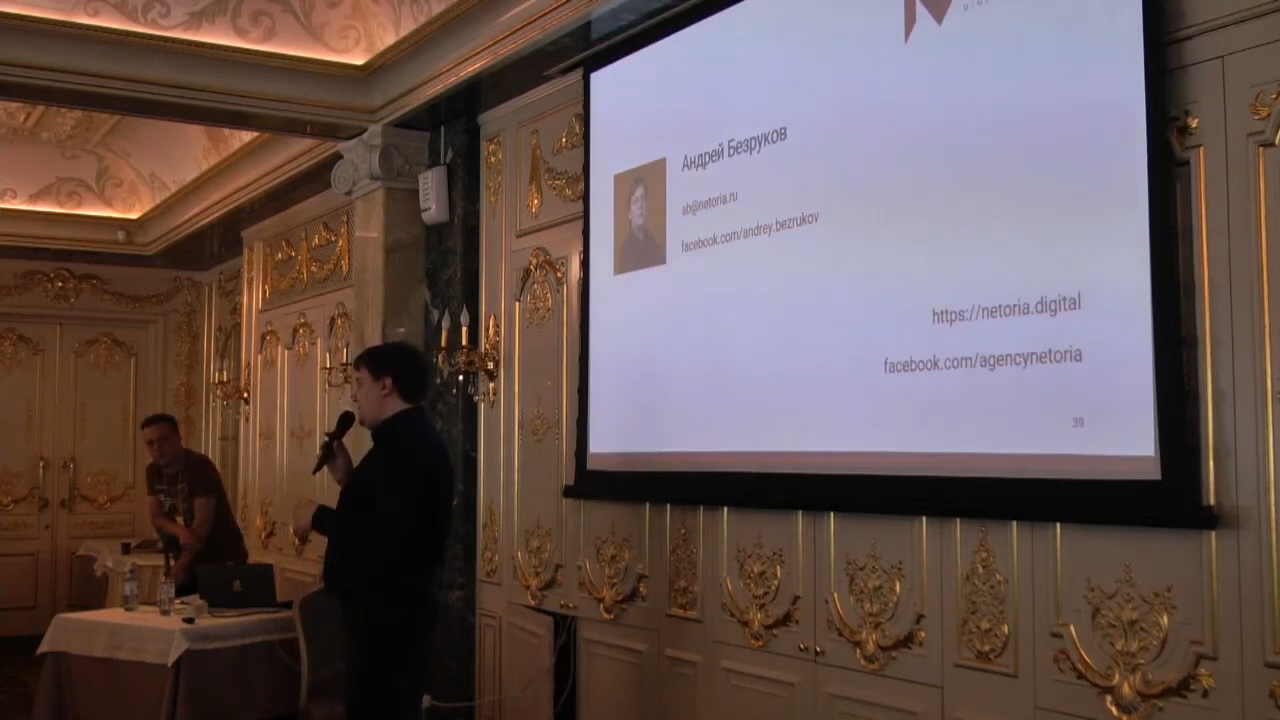 Андрей Безруков
ab@netoria.ru
facebook.com/andrey.bezrukov
https://netoria.digital
facebook.com/agencynetoria
39